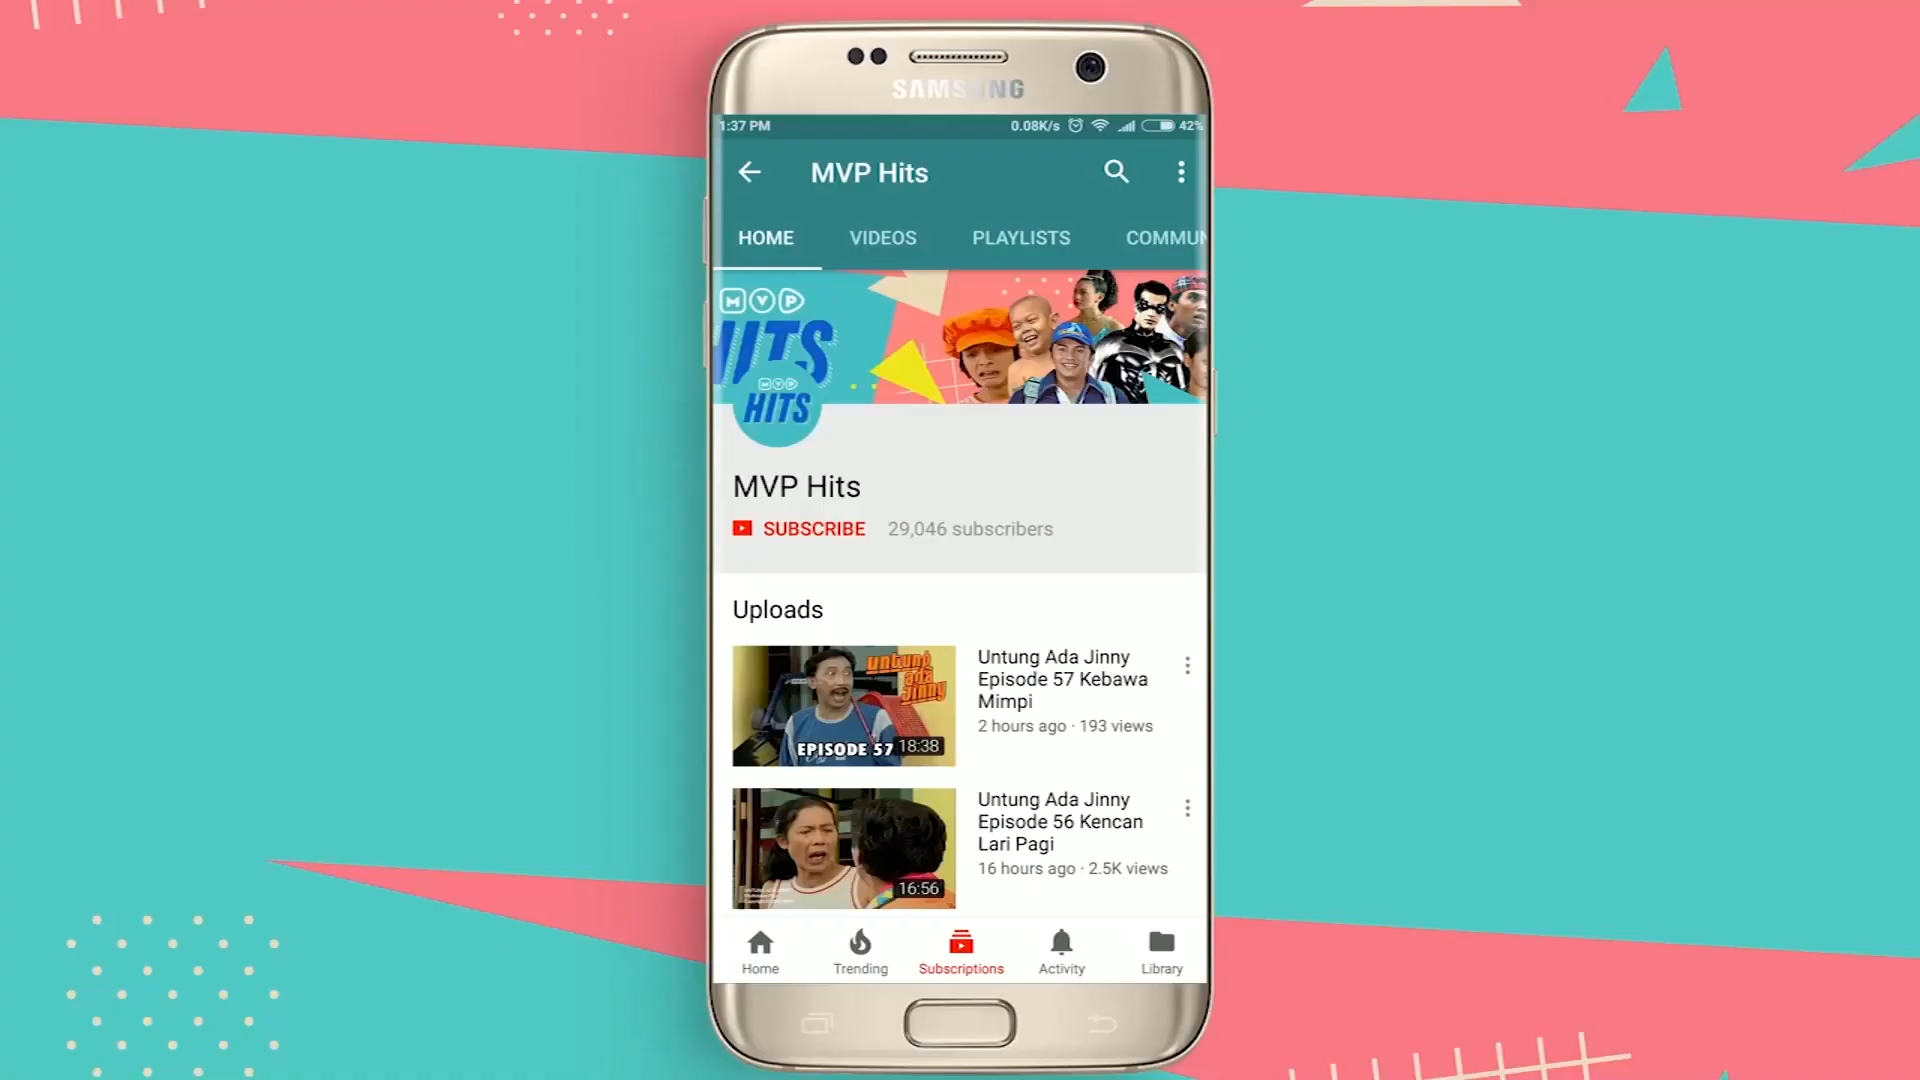 SAMSUNG
1:37 PM 0.08K/s 42%
MVP Hits
HOME VIDEOS PLAYLISTS COMMUN
MVP
HITS
MVP
HITS
MVP Hits
SUBSCRIBE 29,046 subscribers
Uploads
untung
ada
jinny
EPISODE 57 18:38
Untung Ada Jinny
Episode 57 Kebawa
Mimpi
2 hours ago · 193 views
16:56
Untung Ada Jinny
Episode 56 Kencan
Lari Pagi
16 hours ago · 2.5K views
Home Trending Subscriptions Activity Library